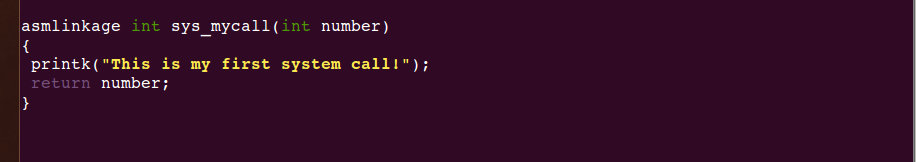 asmlinkage int sys_mycall(int number)
{
 printk("This is my first system call!");
 return number;
}